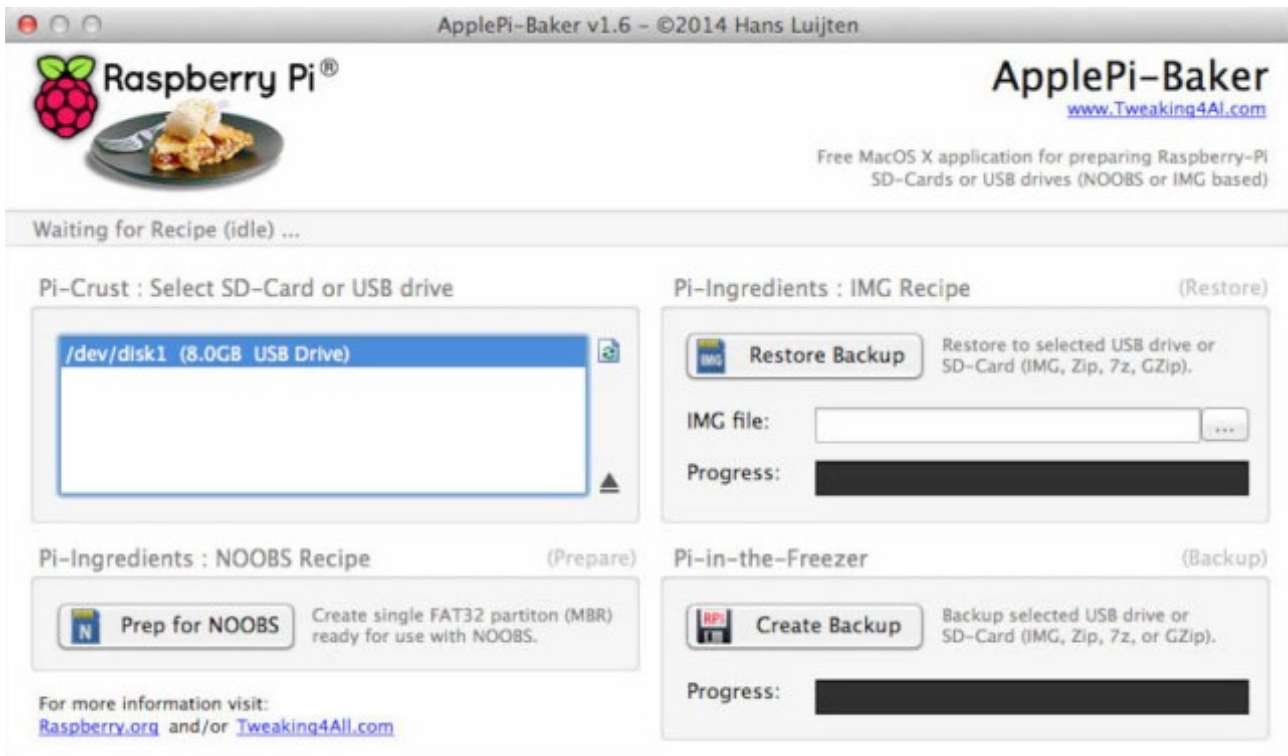 ApplePi-Baker v1.6 - ©2014 Hans Luijten
Raspberry Pi®
ApplePi-Baker
www.Tweaking4Al.com
Free MacOS X application for preparing Raspberry-Pi
SD-Cards or USB drives (NOOBS or IMG based)
Waiting for Recipe (idle) ...
Pi-Crust : Select SD-Card or USB drive
/dev/disk1 (8.0GB USB Drive)
Pi-Ingredients : IMG Recipe (Restore)
IMG
Restore Backup
Restore to selected USB drive or
SD-Card (IMG, Zip, 7z, GZip).
IMG file:
...
Progress:
Pi-Ingredients : NOOBS Recipe (Prepare)
N
Prep for NOOBS
Create single FAT32 partiton (MBR)
ready for use with NOOBS.
Pi-in-the-Freezer (Backup)
RPi
Create Backup
Backup selected USB drive or
SD-Card (IMG, Zip, 7z, or GZip).
Progress:
For more information visit:
Raspberry.org and/or Tweaking4All.com